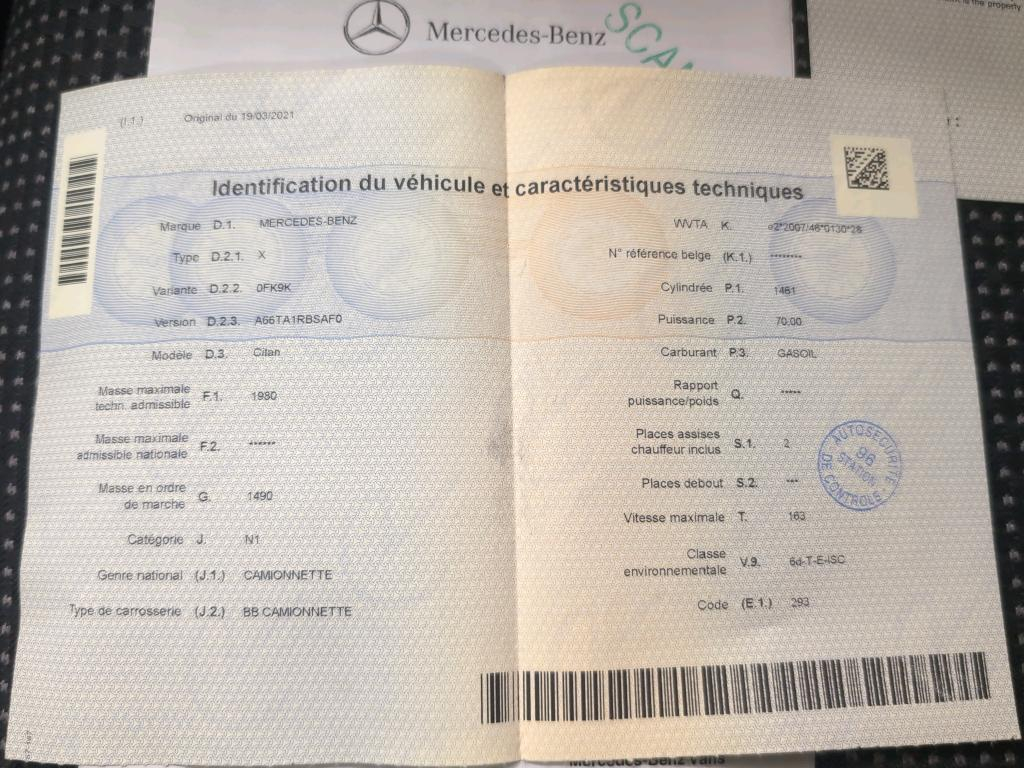 Mercedes-Benz
SCAN
(I.1.) Original du 19/03/2021
Identification du véhicule et caractéristiques techniques
Marque D.1. MERCEDES-BENZ
Type D.2.1. X
Variante D.2.2. 0FK9K
Version D.2.3. A66TA1RBSAF0
Modèle D.3. Citan
Masse maximale
techn. admissible F.1. 1980
Masse maximale
admissible nationale F.2. ******
Masse en ordre
de marche G. 1490
Catégorie J. N1
Genre national (J.1.) CAMIONNETTE
Type de carrosserie (J.2.) BB CAMIONNETTE
WVTA K. e2*2007/46*0130*28
N° référence belge (K.1.) ********
Cylindrée P.1. 1461
Puissance P.2. 70.00
Carburant P.3. GASOIL
Rapport
puissance/poids Q. *****
Places assises
chauffeur inclus S.1. 2
Places debout S.2. ***
Vitesse maximale T. 163
Classe
environnementale V.9. 6d-T-E-ISC
Code (E.1.) 293
AUTOSECURITE
96
STATION
DE CONTROLE
is the property
Mercedes-Benz Vans